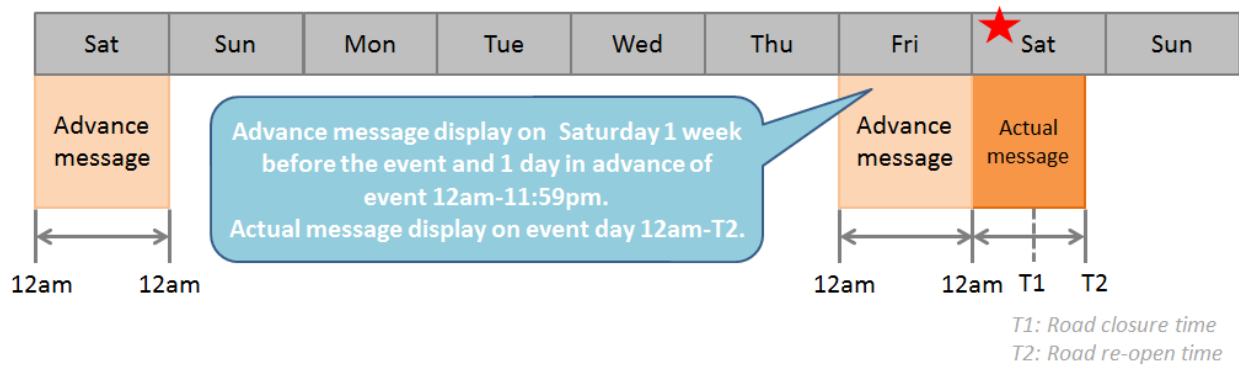 Sat Sun Mon Tue Wed Thu Fri Sat Sun
Advance
message
Advance message display on Saturday 1 week
before the event and 1 day in advance of
event 12am-11:59pm.
Actual message display on event day 12am-T2.
Advance
message
Actual
message
12am 12am 12am 12am T1 T2
T1: Road closure time
T2: Road re-open time